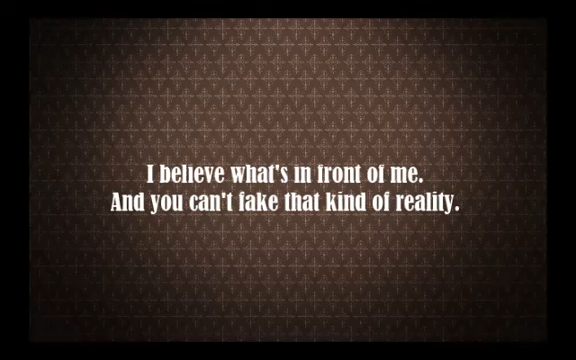 I believe what's in front of me.
And you can't fake that kind of reality.